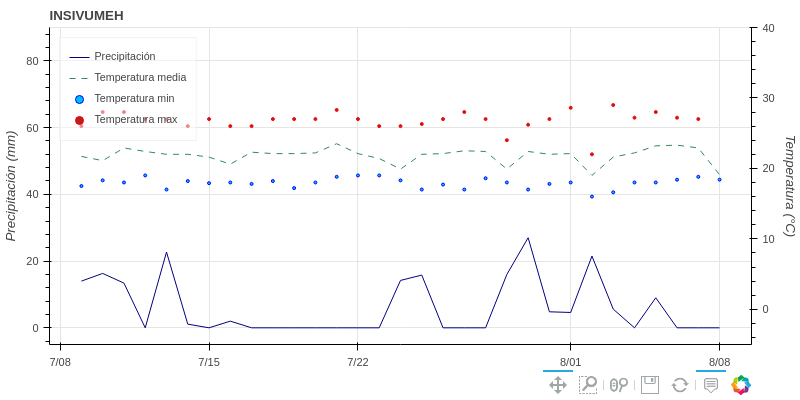 INSIVUMEH
Precipitación
Temperatura media
Temperatura min
Temperatura max
Precipitación (mm)
80
60
40
20
0
Temperatura (°C)
40
30
20
10
0
7/08
7/15
7/22
8/01
8/08